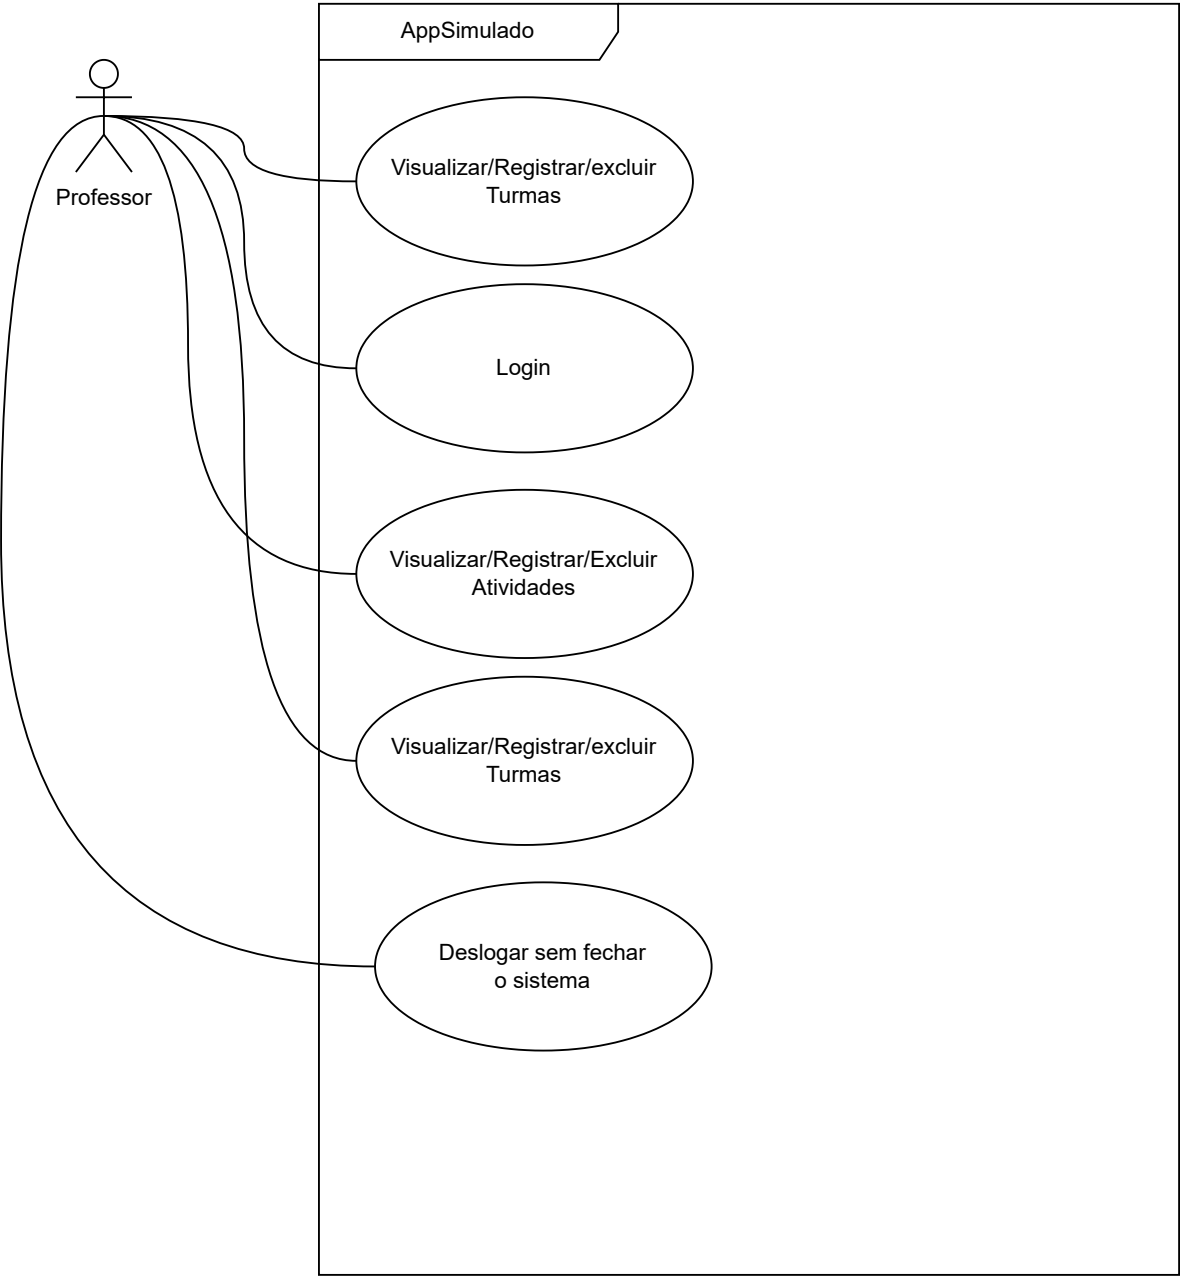 AppSimulado
Professor
Visualizar/Registrar/excluir
Turmas
Login
Visualizar/Registrar/Excluir
Atividades
Visualizar/Registrar/excluir
Turmas
Deslogar sem fechar
o sistema